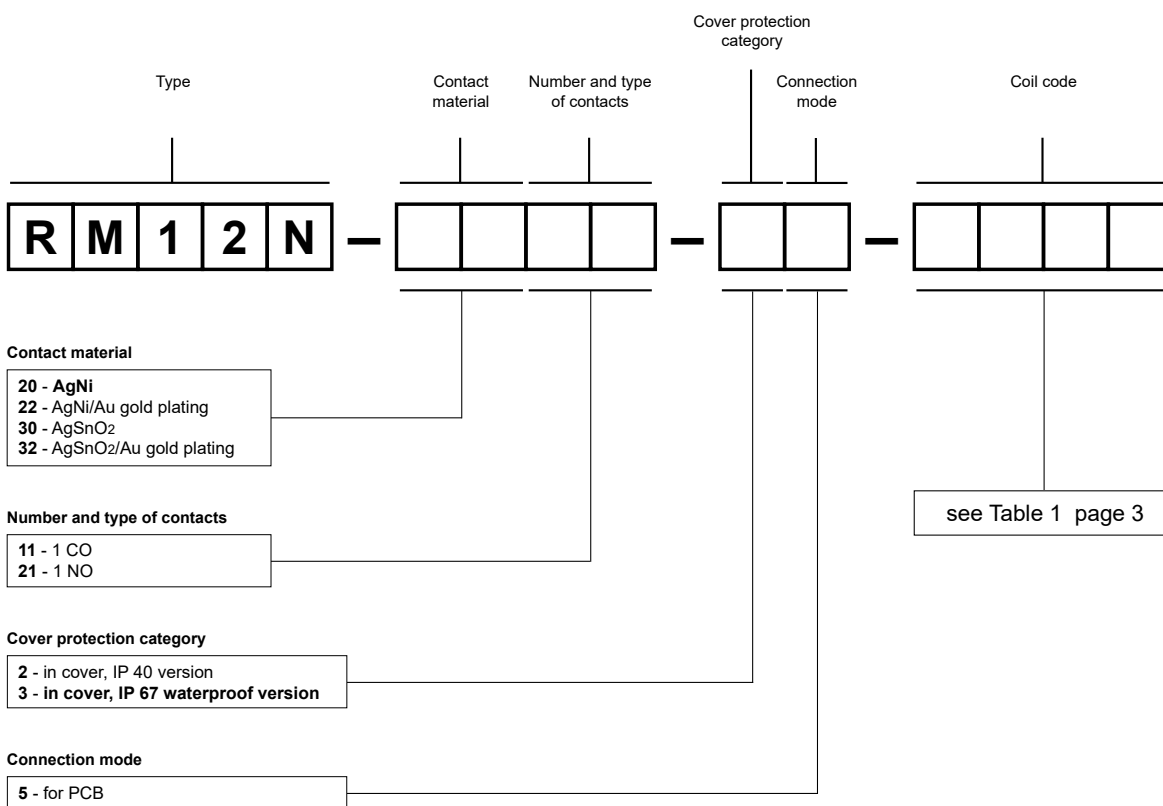 Cover protection
category
Type
Contact
material
Number and type
of contacts
Connection
mode
Coil code
R M 1 2 N – – –
Contact material
20 - AgNi
22 - AgNi/Au gold plating
30 - AgSnO2
32 - AgSnO2/Au gold plating
Number and type of contacts
11 - 1 CO
21 - 1 NO
see Table 1 page 3
Cover protection category
2 - in cover, IP 40 version
3 - in cover, IP 67 waterproof version
Connection mode
5 - for PCB